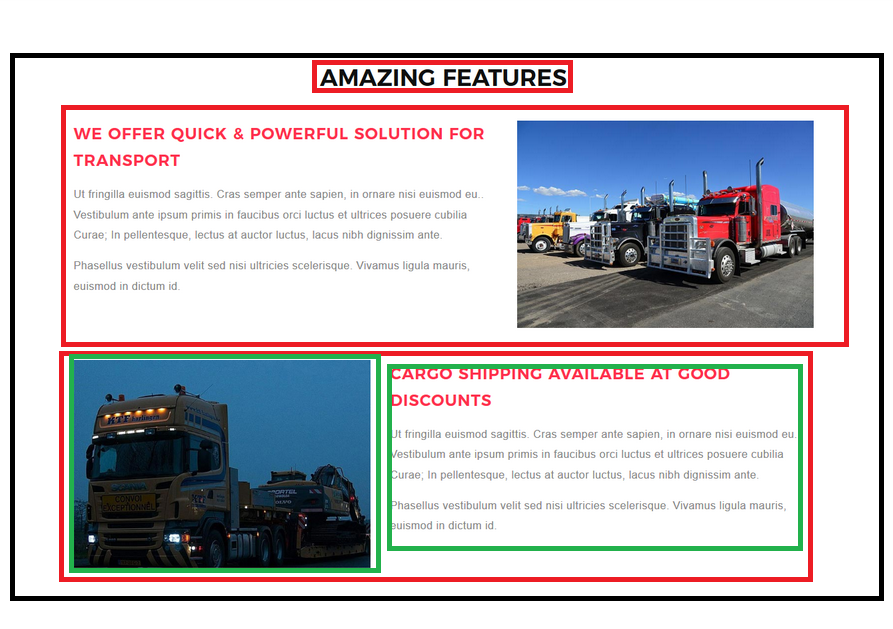 AMAZING FEATURES
WE OFFER QUICK & POWERFUL SOLUTION FOR
TRANSPORT
Ut fringilla euismod sagittis. Cras semper ante sapien, in ornare nisi euismod eu..
Vestibulum ante ipsum primis in faucibus orci luctus et ultrices posuere cubilia
Curae; In pellentesque, lectus at auctor luctus, lacus nibh dignissim ante.
Phasellus vestibulum velit sed nisi ultricies scelerisque. Vivamus ligula mauris,
euismod in dictum id.
CARGO SHIPPING AVAILABLE AT GOOD
DISCOUNTS
Ut fringilla euismod sagittis. Cras semper ante sapien, in ornare nisi euismod eu.
Vestibulum ante ipsum primis in faucibus orci luctus et ultrices posuere cubilia
Curae; In pellentesque, lectus at auctor luctus, lacus nibh dignissim ante.
Phasellus vestibulum velit sed nisi ultricies scelerisque. Vivamus ligula mauris,
euismod in dictum id.
KTT
CONVOI
EXCEPTIONNEL